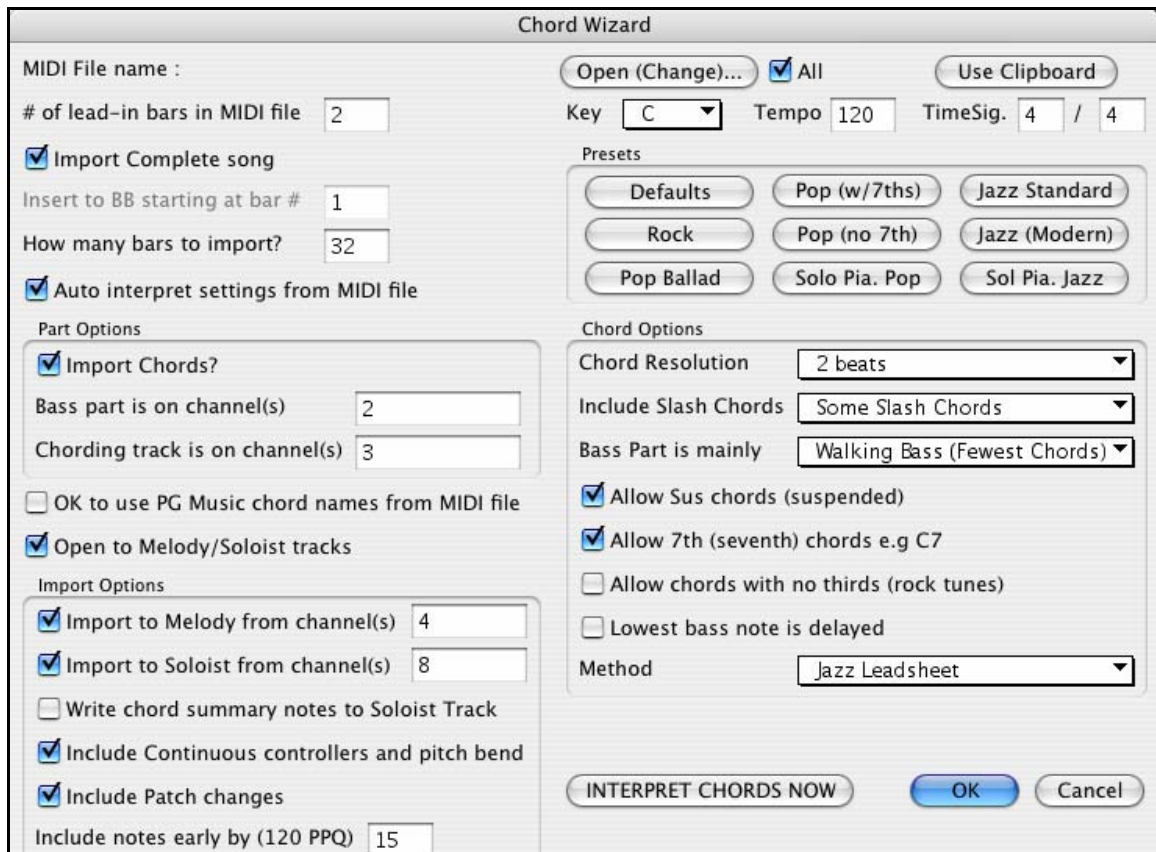 Chord Wizard
MIDI File name :
Open (Change)... All Use Clipboard
# of lead-in bars in MIDI file 2
Key C Tempo 120 TimeSig. 4 / 4
Import Complete song
Insert to BB starting at bar # 1
How many bars to import? 32
Auto interpret settings from MIDI file
Presets
Defaults Pop (w/7ths) Jazz Standard
Rock Pop (no 7th) Jazz (Modern)
Pop Ballad Solo Pia. Pop Sol Pia. Jazz
Part Options
Import Chords?
Bass part is on channel(s) 2
Chording track is on channel(s) 3
OK to use PG Music chord names from MIDI file
Open to Melody/Soloist tracks
Import Options
Import to Melody from channel(s) 4
Import to Soloist from channel(s) 8
Write chord summary notes to Soloist Track
Include Continuous controllers and pitch bend
Include Patch changes
Include notes early by (120 PPQ) 15
Chord Options
Chord Resolution 2 beats
Include Slash Chords Some Slash Chords
Bass Part is mainly Walking Bass (Fewest Chords)
Allow Sus chords (suspended)
Allow 7th (seventh) chords e.g C7
Allow chords with no thirds (rock tunes)
Lowest bass note is delayed
Method Jazz Leadsheet
INTERPRET CHORDS NOW OK Cancel